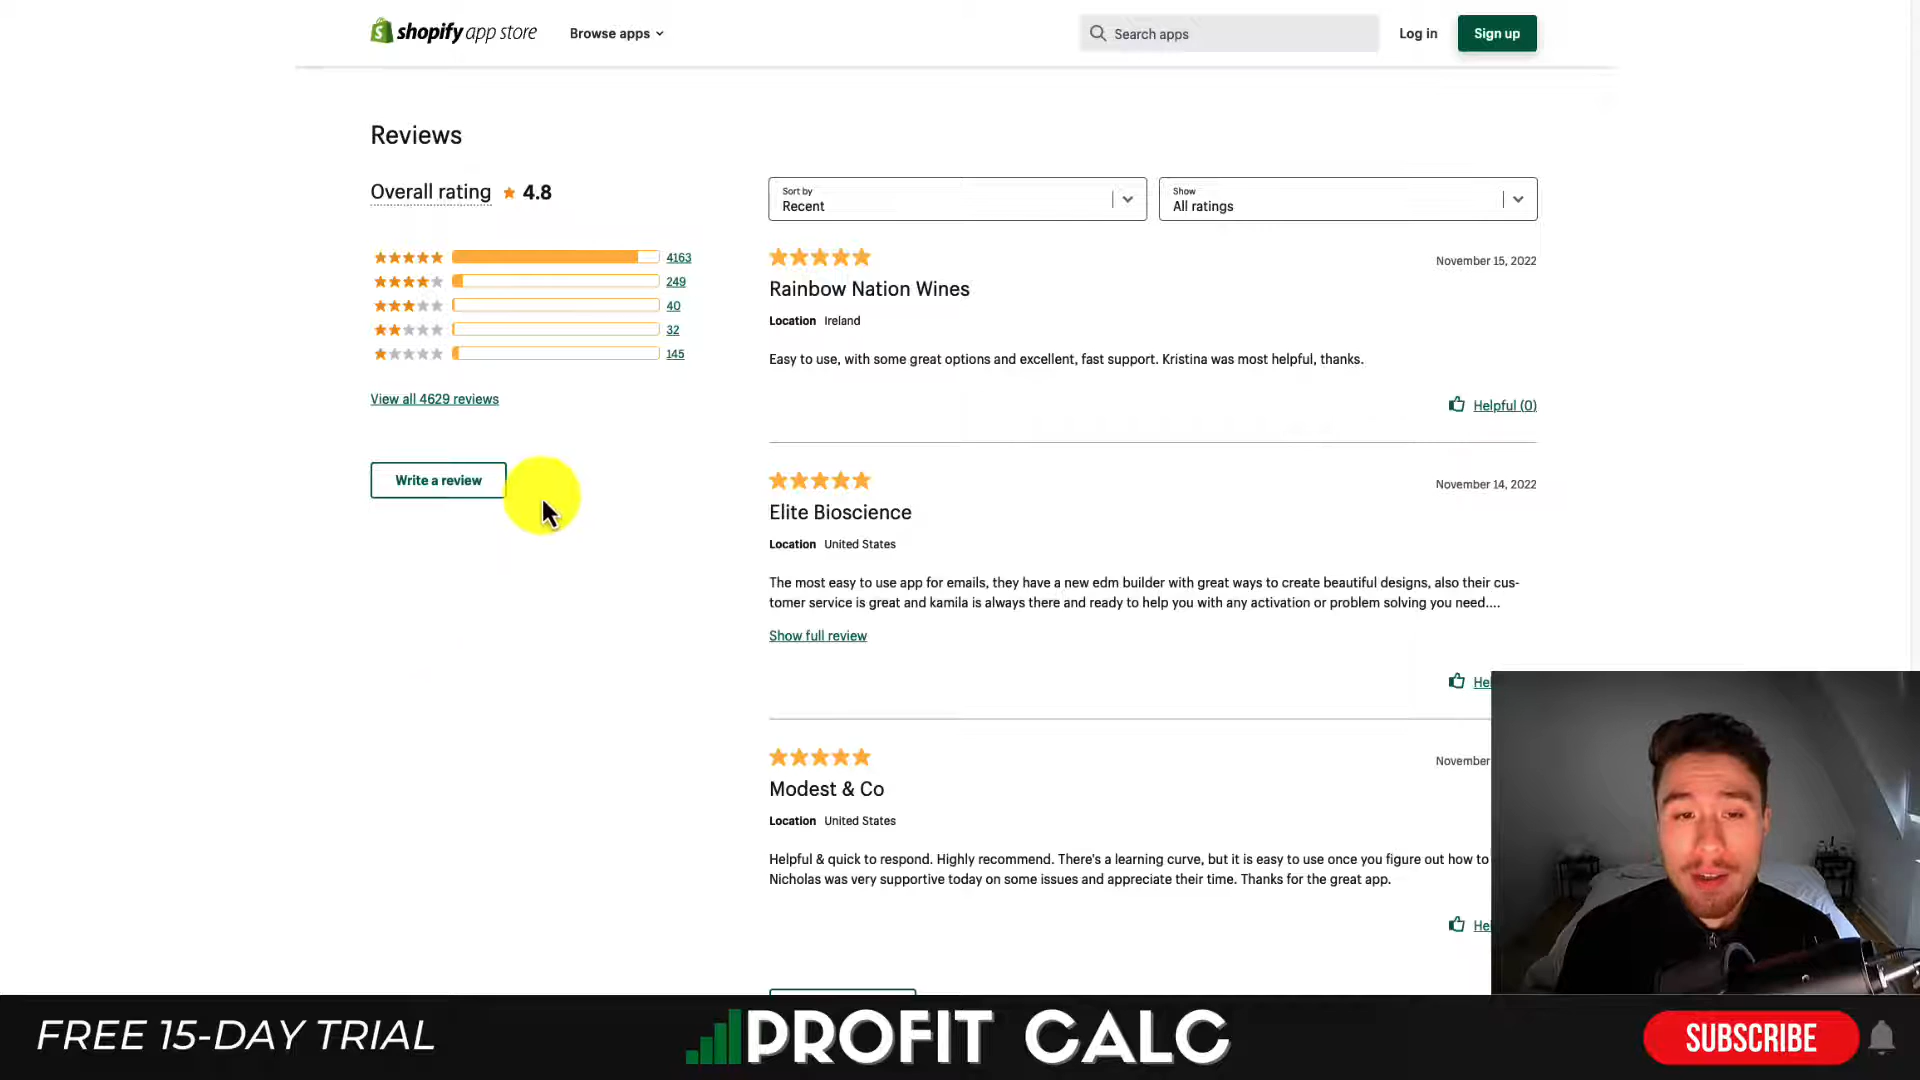 shopify app store
Browse apps
Search apps
Log in
Sign up
Reviews
Overall rating 4.8
4163
249
40
32
145
View all 4629 reviews
Write a review
Sort by
Recent
Show
All ratings
November 15, 2022
Rainbow Nation Wines
Location Ireland
Easy to use, with some great options and excellent, fast support. Kristina was most helpful, thanks.
Helpful (0)
November 14, 2022
Elite Bioscience
Location United States
The most easy to use app for emails, they have a new edm builder with great ways to create beautiful designs, also their cus-
tomer service is great and kamila is always there and ready to help you with any activation or problem solving you need....
Show full review
Hel
November
Modest & Co
Location United States
Helpful & quick to respond. Highly recommend. There's a learning curve, but it is easy to use once you figure out how to
Nicholas was very supportive today on some issues and appreciate their time. Thanks for the great app.
Hel
FREE 15-DAY TRIAL
PROFIT CALC
SUBSCRIBE